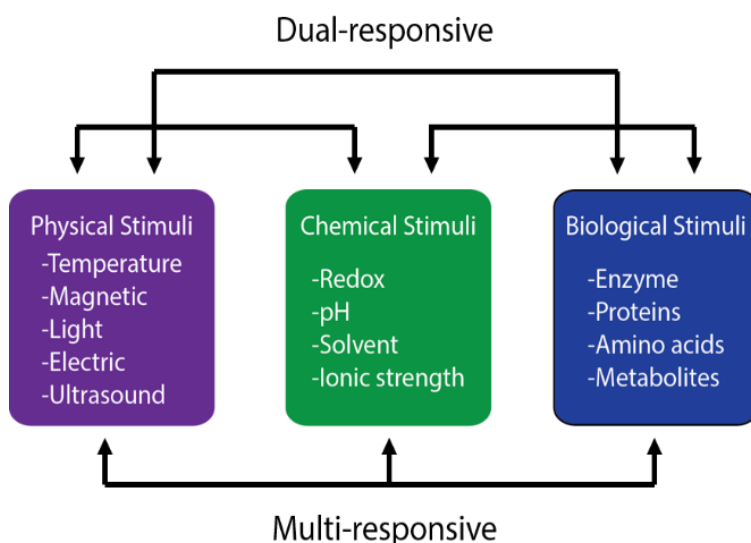 Dual-responsive
Physical Stimuli
-Temperature
-Magnetic
-Light
-Electric
-Ultrasound
Chemical Stimuli
-Redox
-pH
-Solvent
-Ionic strength
Biological Stimuli
-Enzyme
-Proteins
-Amino acids
-Metabolites
Multi-responsive